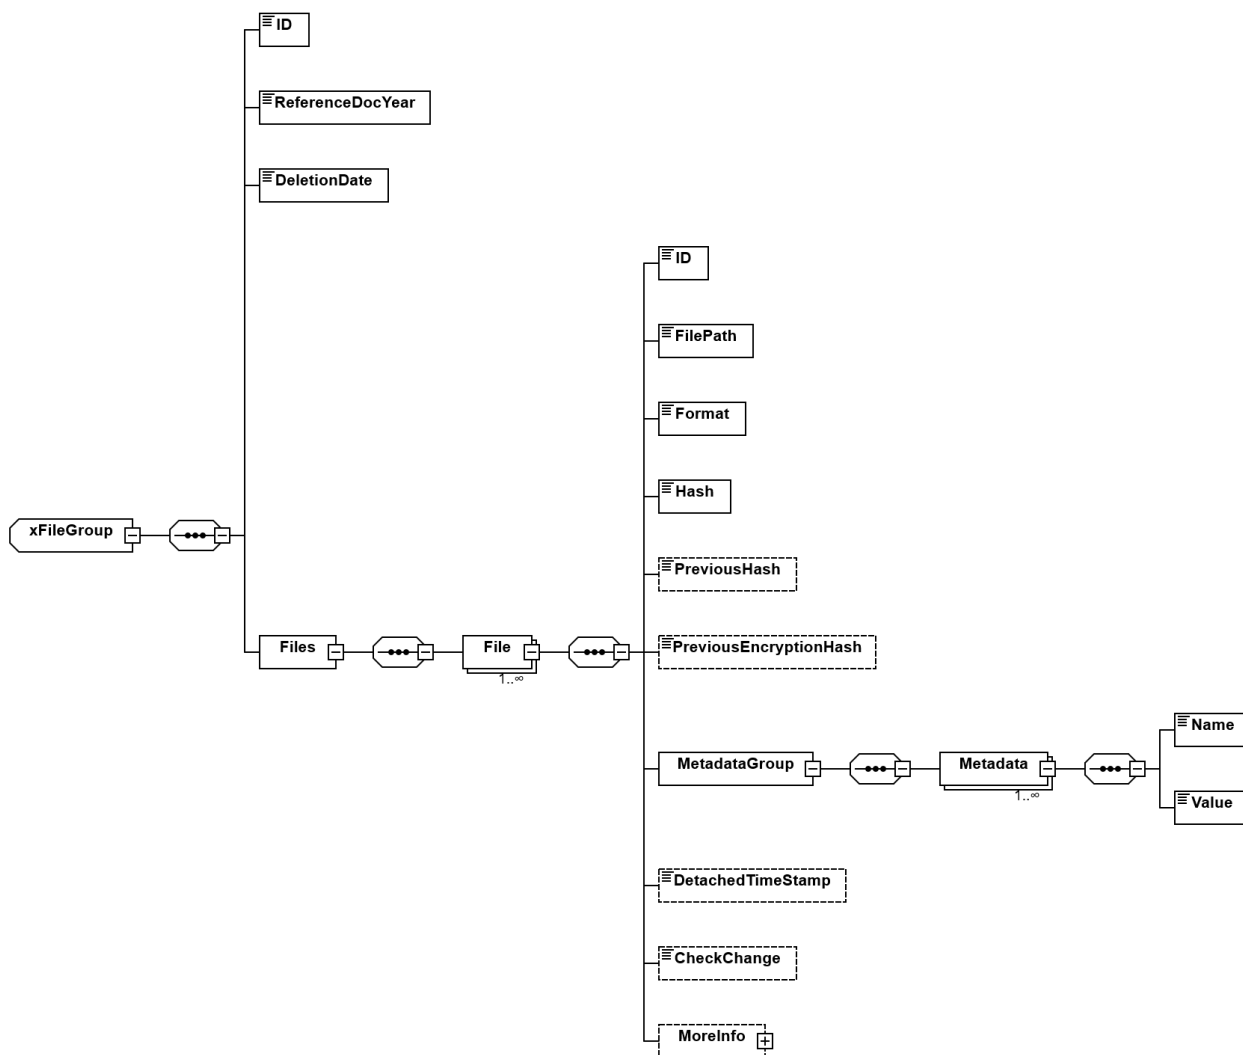 ID
ReferenceDocYear
DeletionDate
ID
FilePath
Format
Hash
xFileGroup
PreviousHash
Files
File
1..∞
PreviousEncryptionHash
Name
MetadataGroup
Metadata
1..∞
Value
DetachedTimeStamp
CheckChange
MoreInfo